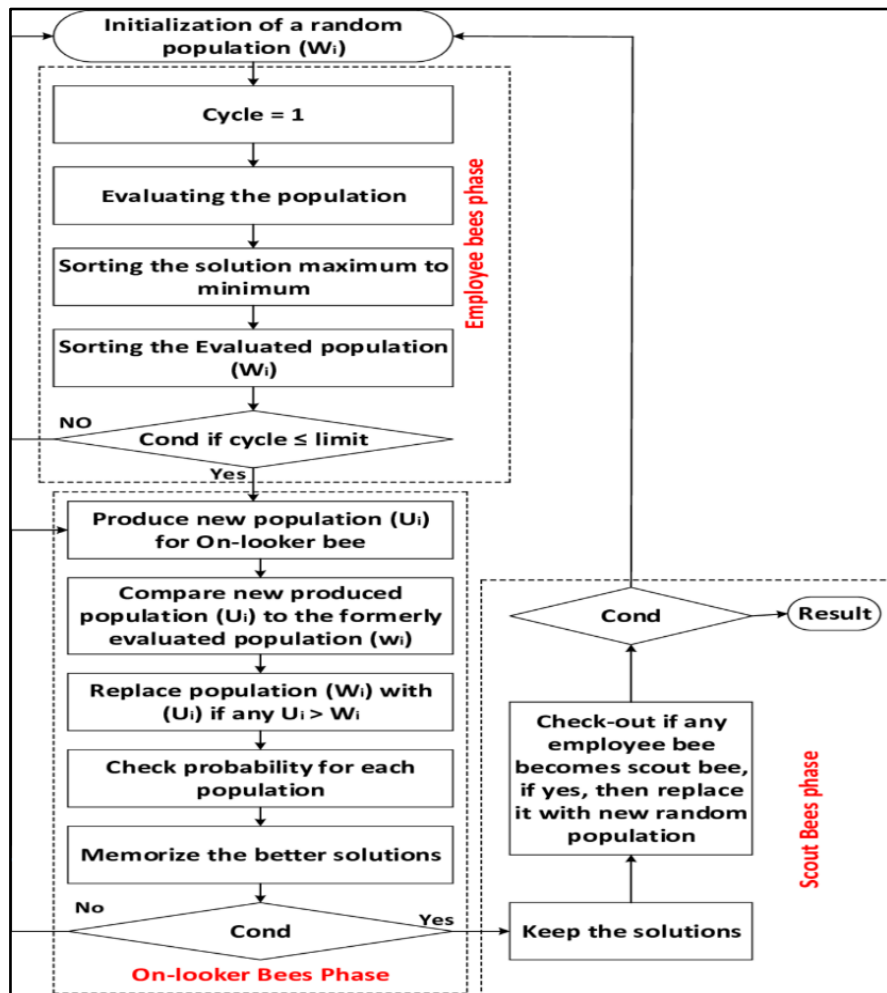 Initialization of a random
population (Wi)
Cycle = 1
Evaluating the population
Sorting the solution maximum to
minimum
Sorting the Evaluated population
(Wi)
NO
Cond if cycle ≤ limit
Yes
Employee bees phase
Produce new population (Ui)
for On-looker bee
Compare new produced
population (Ui) to the formerly
evaluated population (wi)
Replace population (Wi) with
(Ui) if any Ui > Wi
Check probability for each
population
Memorize the better solutions
No
Cond
Yes
On-looker Bees Phase
Keep the solutions
Check-out if any
employee bee
becomes scout bee,
if yes, then replace
it with new random
population
Cond
Result
Scout Bees phase